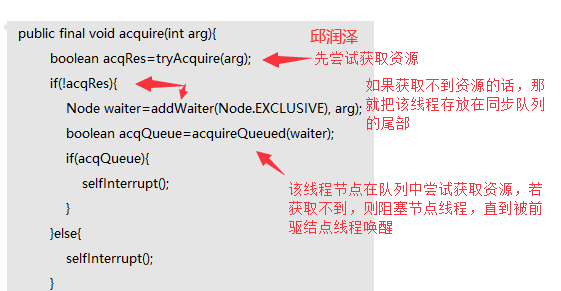 public final void acquire(int arg){
邱润泽
boolean acqRes=tryAcquire(arg);
先尝试获取资源
if(!acqRes){
如果获取不到资源的话，那
Node waiter=addWaiter(Node.EXCLUSIVE), arg);
就把该线程存放在同步队列
的尾部
boolean acqQueue=acquireQueued(waiter);
if(acqQueue){
selfInterrupt();
该线程节点在队列中尝试获取资源，若
}
获取不到，则阻塞节点线程，直到被前
驱结点线程唤醒
}else{
selfInterrupt();
}